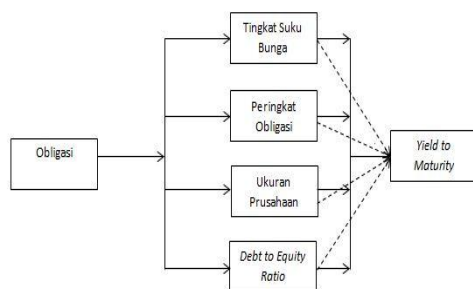 Tingkat Suku
Bunga
Peringkat
Obligasi
Obligasi
Yield to
Maturity
Ukuran
Prusahaan
Debt to Equity
Ratio